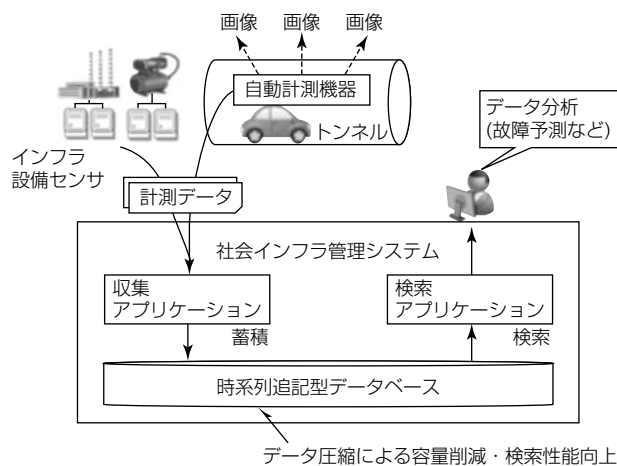 画像 画像 画像
自動計測機器
トンネル
インフラ
設備センサ
計測データ
データ分析
(故障予測など)
社会インフラ管理システム
収集
アプリケーション
検索
アプリケーション
蓄積
検索
時系列追記型データベース
データ圧縮による容量削減・検索性能向上